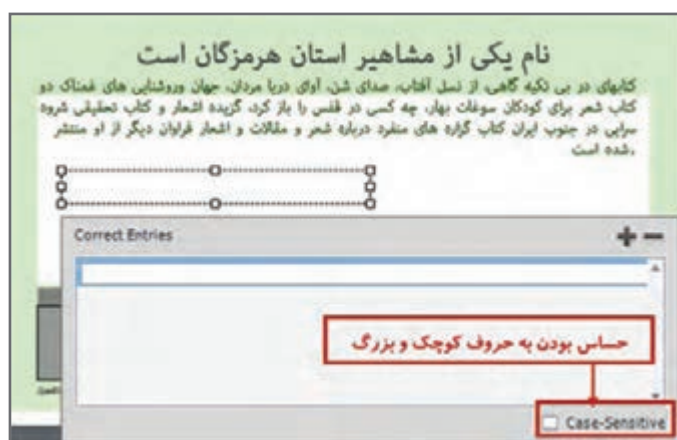 نام یکی از مشاهیر استان هرمزگان است
کتابهای در بی تکیه گاهی، از نسل آفتاب، صدای شن، آوای دریا مردان، جهان وروشنایی های غمناک دو
کتاب شعر برای کودکان سوغات بهار، چه کسی در قفس را باز کرد، گزیده اشعار و کتاب تحقیقی شروه
سرایی در جنوب ایران کتاب گزاره های منفرد درباره شعر و مقالات و اشعار فراوان دیگر از او منتشر
.شده است
Correct Entries
حساس بودن به حروف کوچک و بزرگ
Case-Sensitive